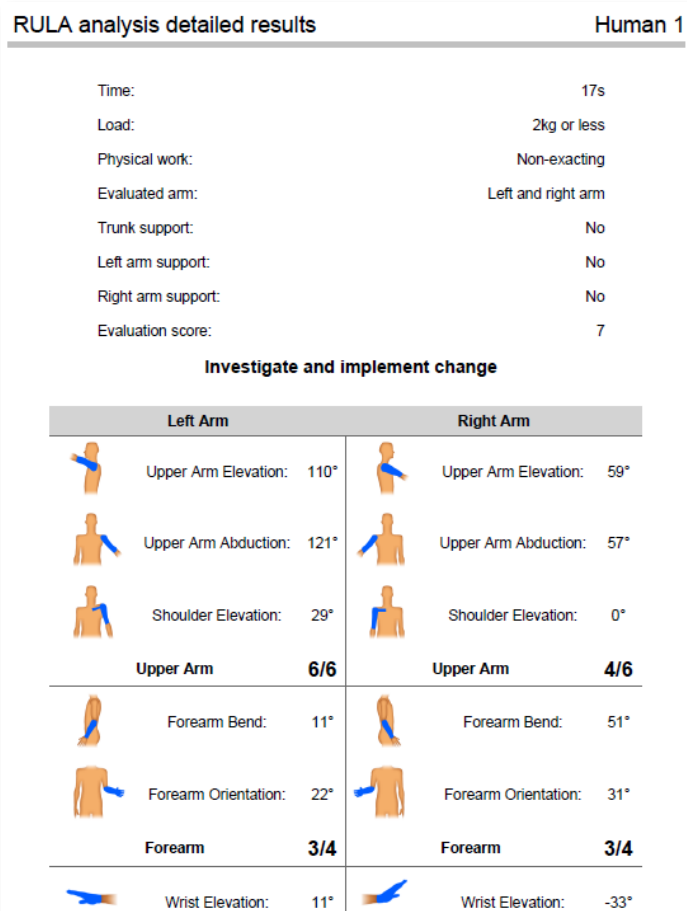 RULA analysis detailed results Human 1
Time: 17s
Load: 2kg or less
Physical work: Non-exacting
Evaluated arm: Left and right arm
Trunk support: No
Left arm support: No
Right arm support: No
Evaluation score: 7
Investigate and implement change
Left Arm Right Arm
Upper Arm Elevation: 110° Upper Arm Elevation: 59°
Upper Arm Abduction: 121° Upper Arm Abduction: 57°
Shoulder Elevation: 29° Shoulder Elevation: 0°
Upper Arm 6/6 Upper Arm 4/6
Forearm Bend: 11° Forearm Bend: 51°
Forearm Orientation: 22° Forearm Orientation: 31°
Forearm 3/4 Forearm 3/4
Wrist Elevation: 11° Wrist Elevation: -33°